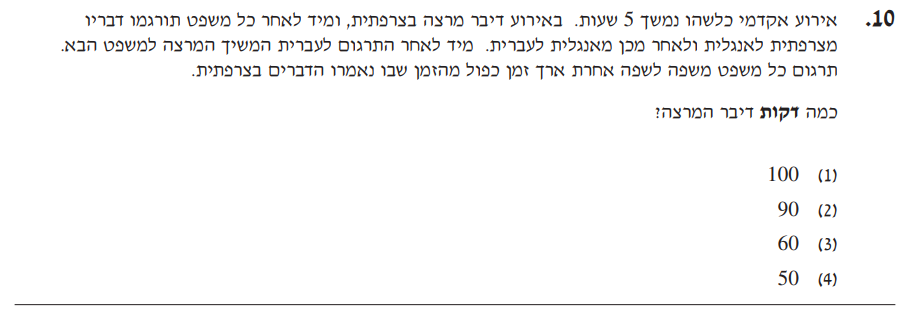 10. אירוע אקדמי כלשהו נמשך 5 שעות. באירוע דיבר מרצה בצרפתית, ומיד לאחר כל משפט תורגמו דבריו
מצרפתית לאנגלית ולאחר מכן מאנגלית לעברית. מיד לאחר התרגום לעברית המשיך המרצה למשפט הבא.
תרגום כל משפט משפה לשפה אחרת ארך זמן כפול מהזמן שבו נאמרו הדברים בצרפתית.
כמה דקות דיבר המרצה?
(1) 100
(2) 90
(3) 60
(4) 50